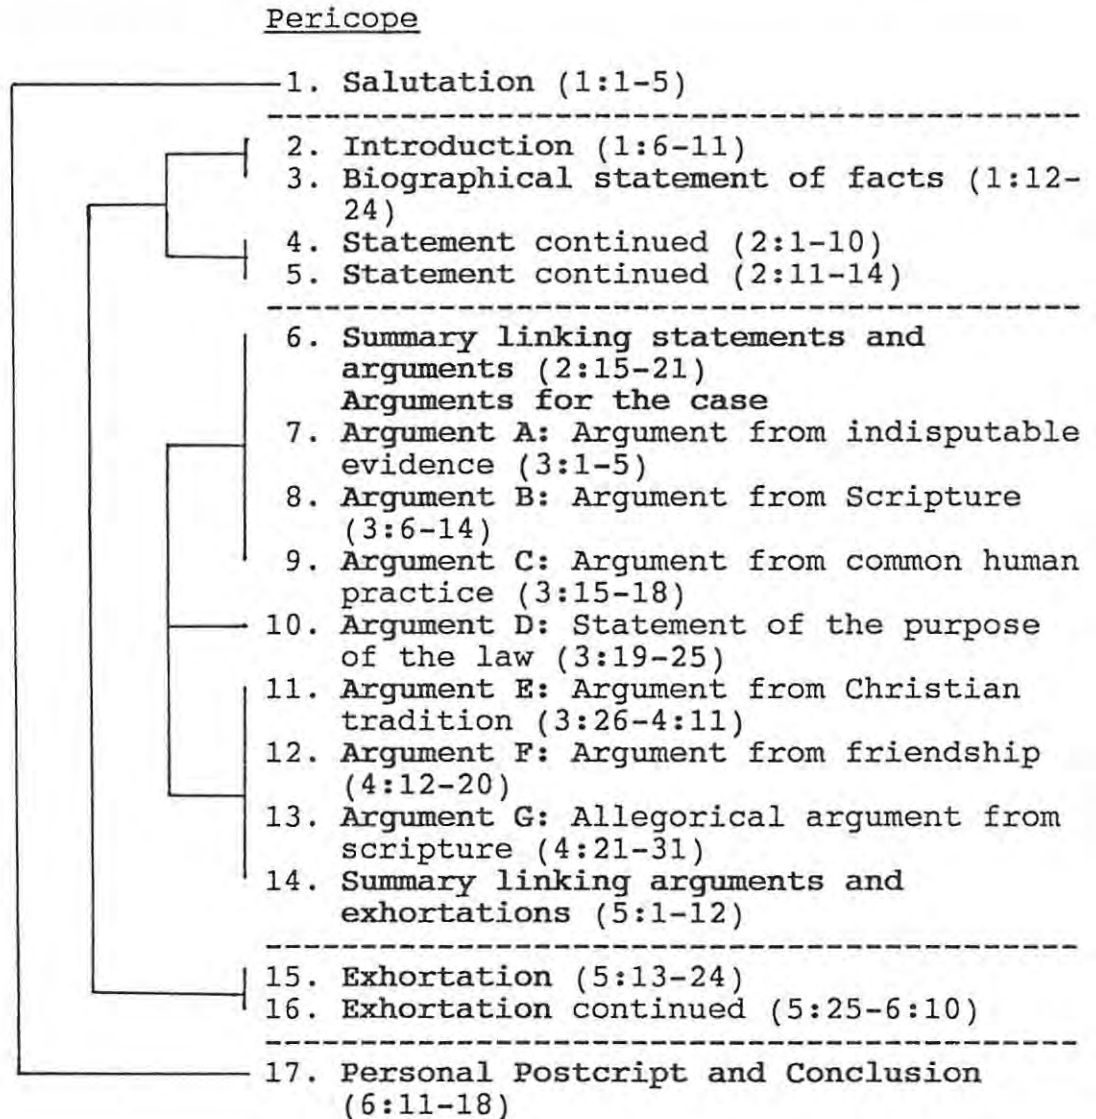 Pericope
1. Salutation (1:1-5)
2. Introduction (1:6-11)
3. Biographical statement of facts (1:12-
24)
4. Statement continued (2:1-10)
5. Statement continued (2:11-14)
6. Summary linking statements and
arguments (2:15-21)
Arguments for the case
7. Argument A: Argument from indisputable
evidence (3:1-5)
8. Argument B: Argument from Scripture
(3:6-14)
9. Argument C: Argument from common human
practice (3:15-18)
10. Argument D: Statement of the purpose
of the law (3:19-25)
11. Argument E: Argument from Christian
tradition (3:26-4:11)
12. Argument F: Argument from friendship
(4:12-20)
13. Argument G: Allegorical argument from
scripture (4:21-31)
14. Summary linking arguments and
exhortations (5:1-12)
15. Exhortation (5:13-24)
16. Exhortation continued (5:25-6:10)
17. Personal Postcript and Conclusion
(6:11-18)